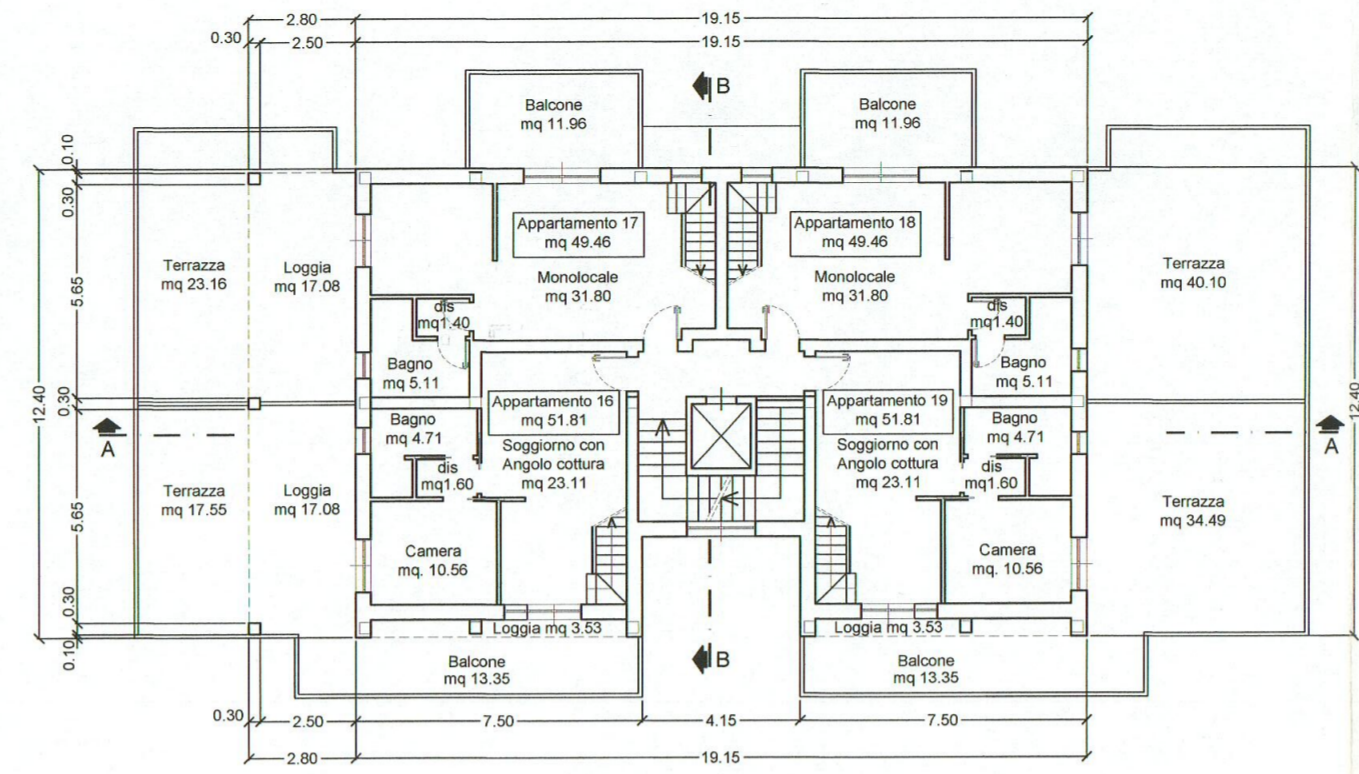 2.80
19.15
0.30
2.50
19.15
B
Balcone
mq 11.96
Balcone
mq 11.96
0.10
0.30
5.65
0.30
5.65
0.30
0.10
12.40
12.40
Terrazza
mq 23.16
Loggia
mq 17.08
Appartamento 17
mq 49.46
Monolocale
mq 31.80
dis
mq1.40
Bagno
mq 5.11
Appartamento 18
mq 49.46
Monolocale
mq 31.80
dis
mq1.40
Bagno
mq 5.11
Terrazza
mq 40.10
A
Terrazza
mq 17.55
Loggia
mq 17.08
Bagno
mq 4.71
dis
mq1.60
Appartamento 16
mq 51.81
Soggiorno con
Angolo cottura
mq 23.11
Camera
mq. 10.56
Loggia mq 3.53
Balcone
mq 13.35
Appartamento 19
mq 51.81
Soggiorno con
Angolo cottura
mq 23.11
Bagno
mq 4.71
dis
mq1.60
Camera
mq. 10.56
Loggia mq 3.53
Balcone
mq 13.35
Terrazza
mq 34.49
A
B
0.30
2.50
7.50
4.15
7.50
2.80
19.15